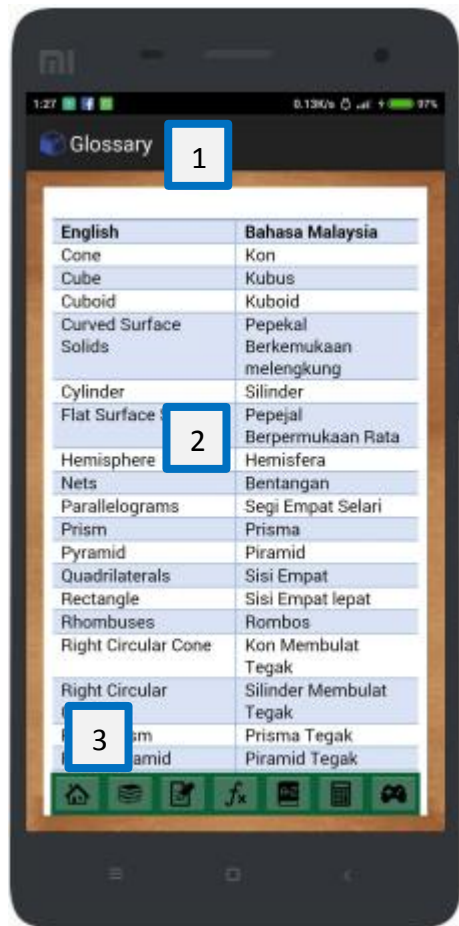 mi
1:27 0.13K/s 97%
Glossary
1
English Bahasa Malaysia
Cone Kon
Cube Kubus
Cuboid Kuboid
Curved Surface Pepekal
Solids Berkemukaan
melengkung
Cylinder Silinder
Flat Surface Pepejal
2
Berpermukaan Rata
Hemisphere Hemisfera
Nets Bentangan
Parallelograms Segi Empat Selari
Prism Prisma
Pyramid Piramid
Quadrilaterals Sisi Empat
Rectangle Sisi Empat lepat
Rhombuses Rombos
Right Circular Cone Kon Membulat
Tegak
Right Circular Silinder Membulat
Tegak
3
Prisma Tegak
Piramid Tegak
fx